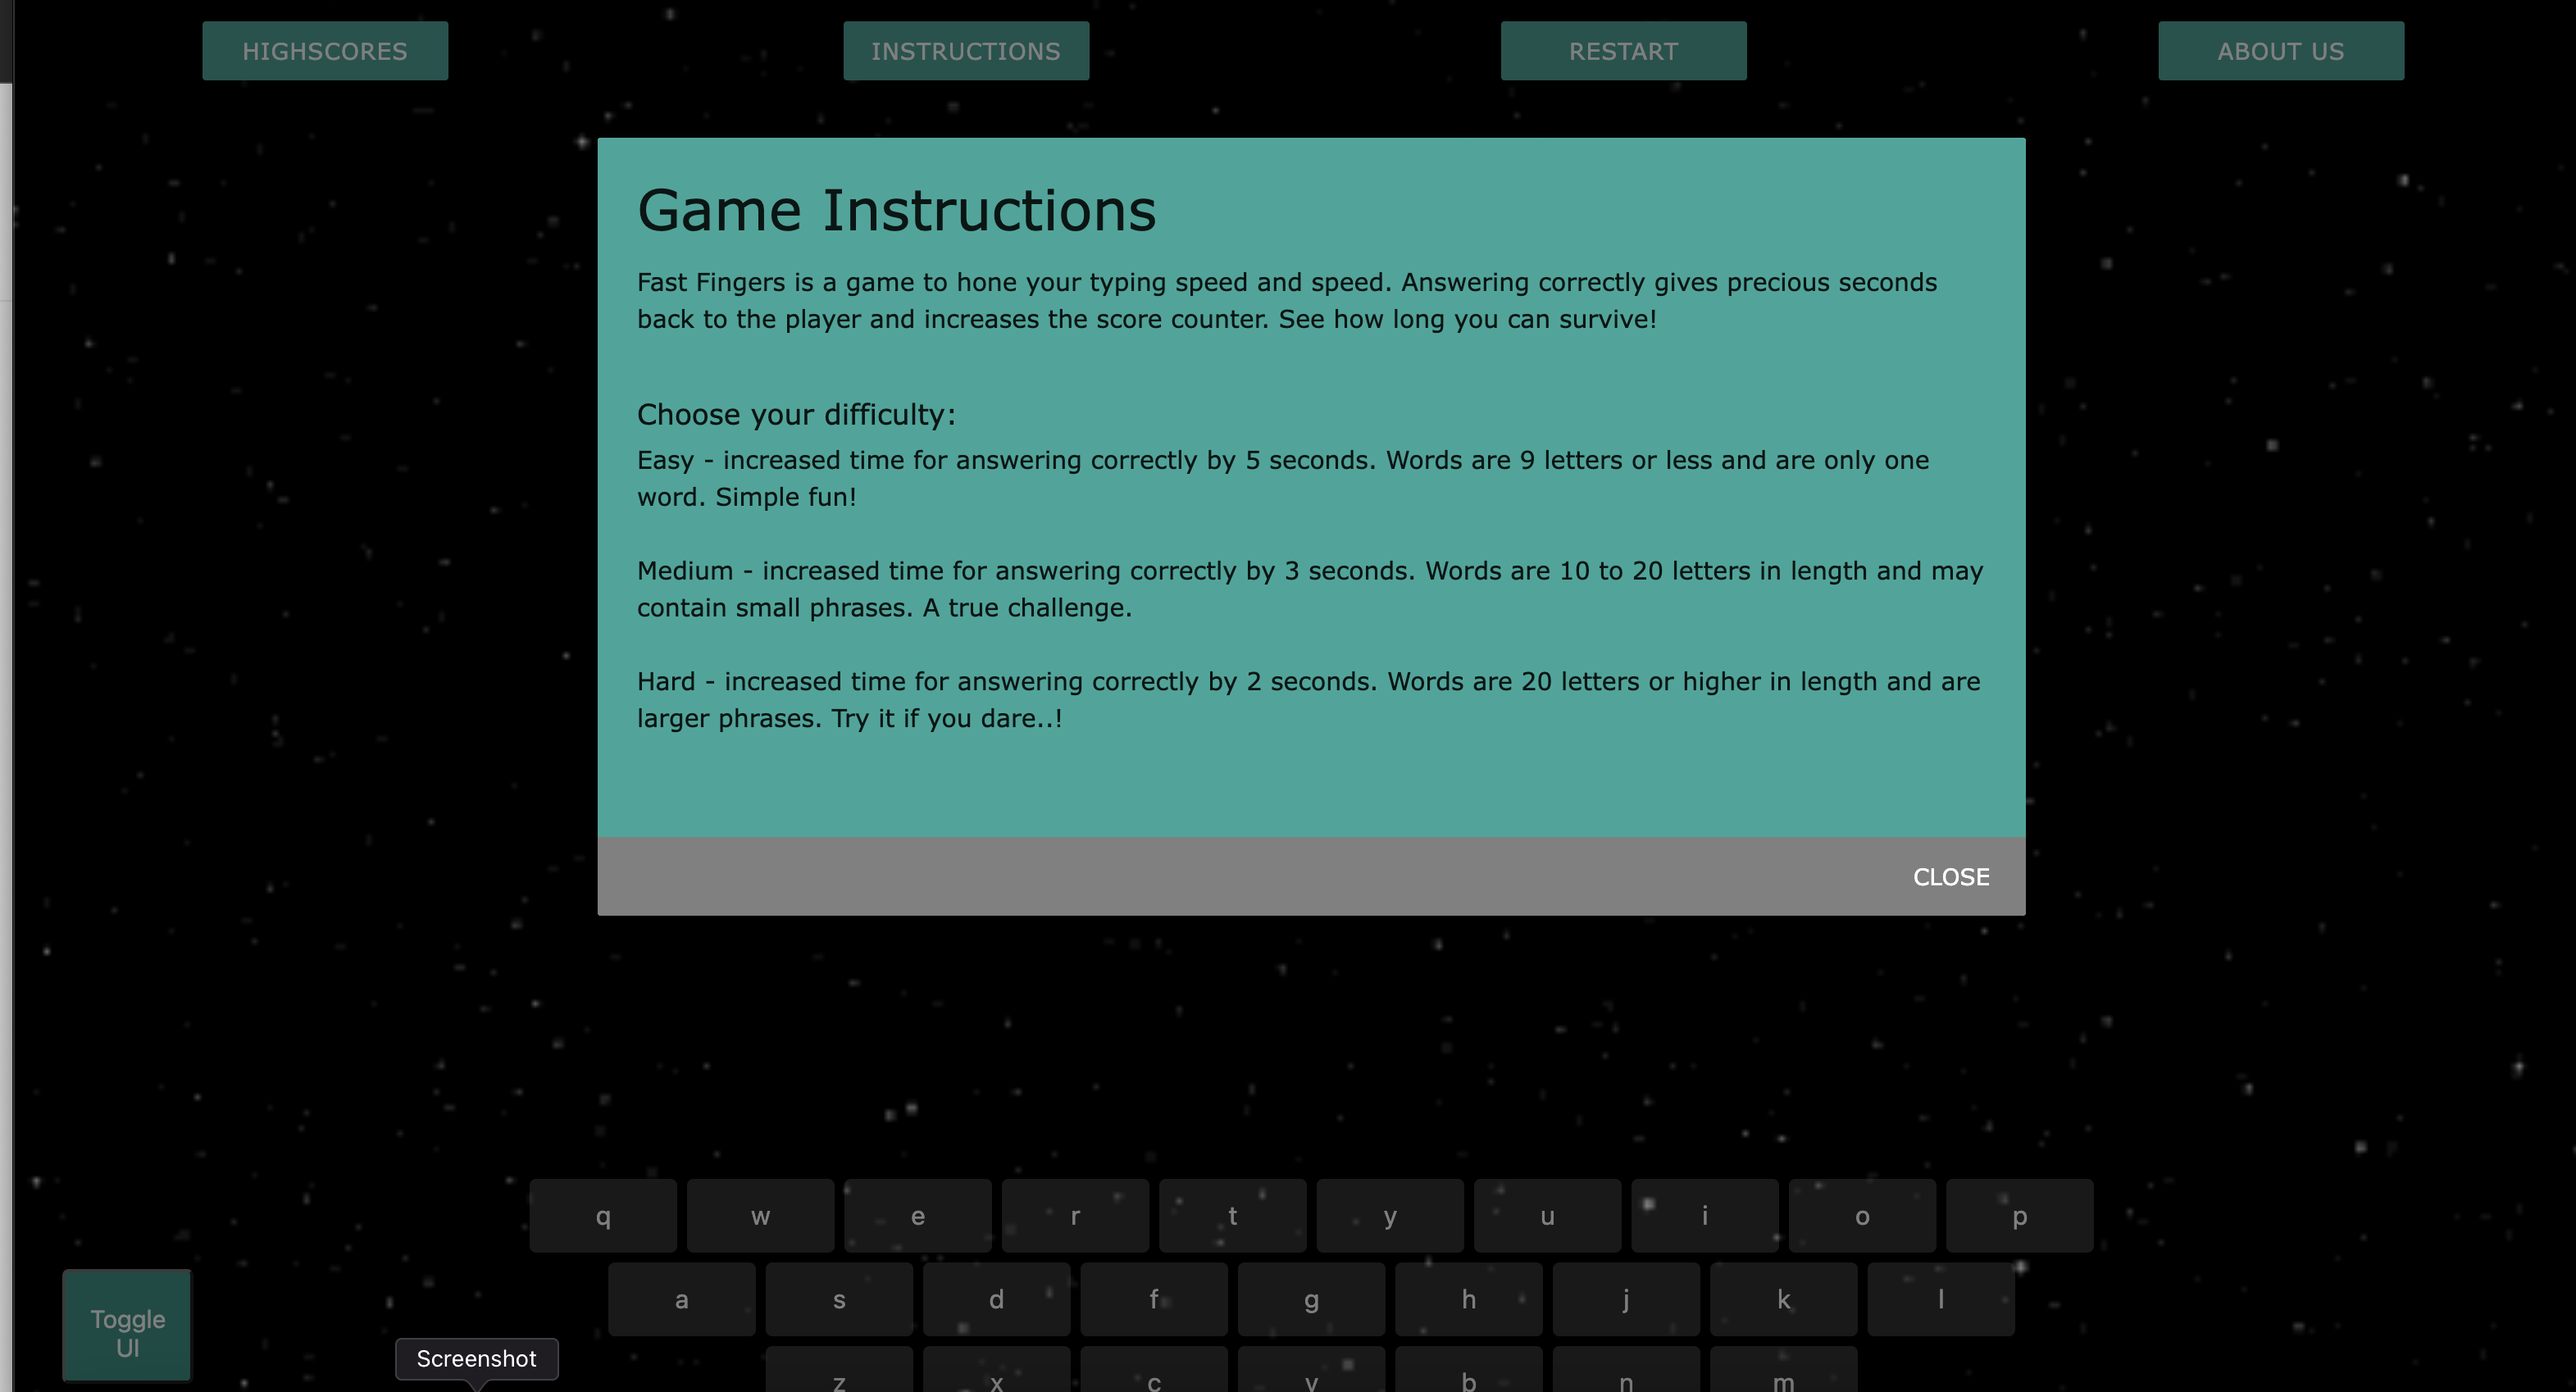 HIGHSCORES INSTRUCTIONS RESTART ABOUT US
Game Instructions
Fast Fingers is a game to hone your typing speed and speed. Answering correctly gives precious seconds
back to the player and increases the score counter. See how long you can survive!
Choose your difficulty:
Easy - increased time for answering correctly by 5 seconds. Words are 9 letters or less and are only one
word. Simple fun!
Medium - increased time for answering correctly by 3 seconds. Words are 10 to 20 letters in length and may
contain small phrases. A true challenge.
Hard - increased time for answering correctly by 2 seconds. Words are 20 letters or higher in length and are
larger phrases. Try it if you dare..!
CLOSE
q w e r t y u i o p
a s d f g h j k l
z x c v b n m
Toggle
UI
Screenshot